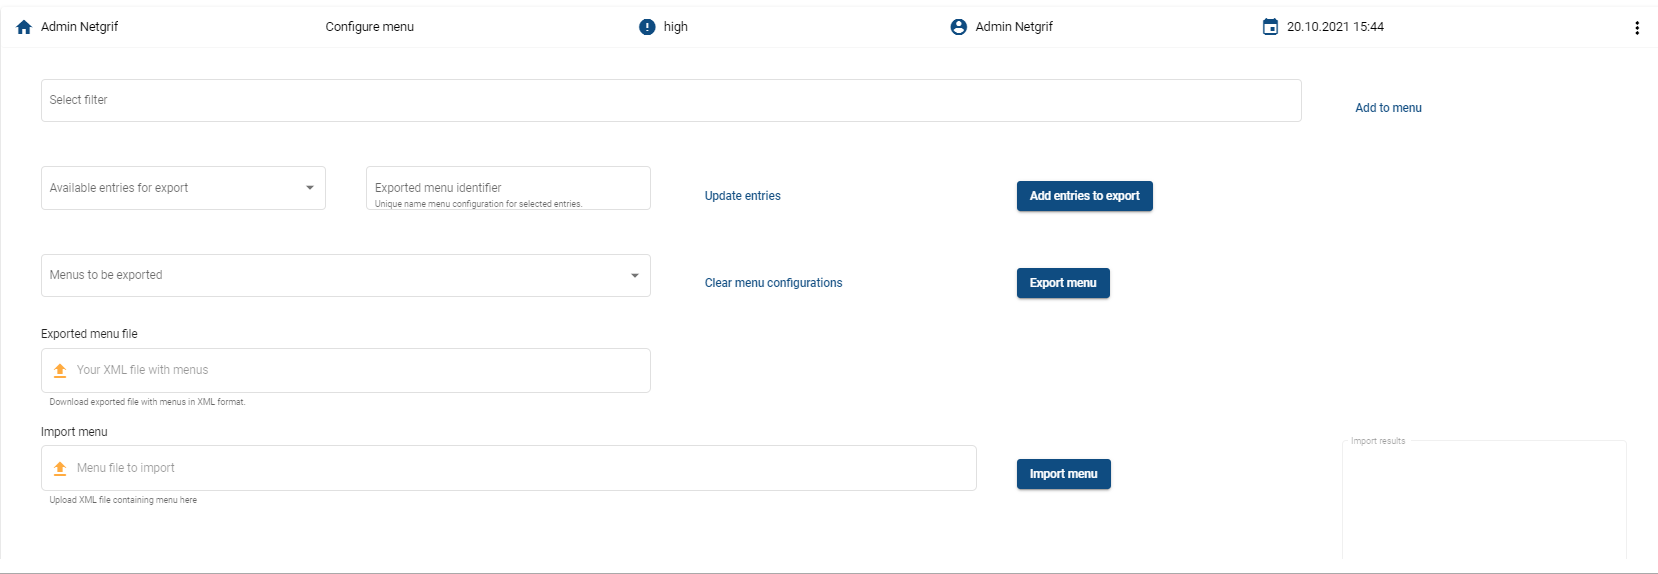 Admin Netgrif
Configure menu
high
Admin Netgrif
20.10.2021 15:44
Select filter
Add to menu
Available entries for export
Exported menu identifier
Unique name menu configuration for selected entries.
Update entries
Add entries to export
Menus to be exported
Clear menu configurations
Export menu
Exported menu file
Your XML file with menus
Download exported file with menus in XML format.
Import menu
Menu file to import
Upload XML file containing menu here
Import menu
Import results